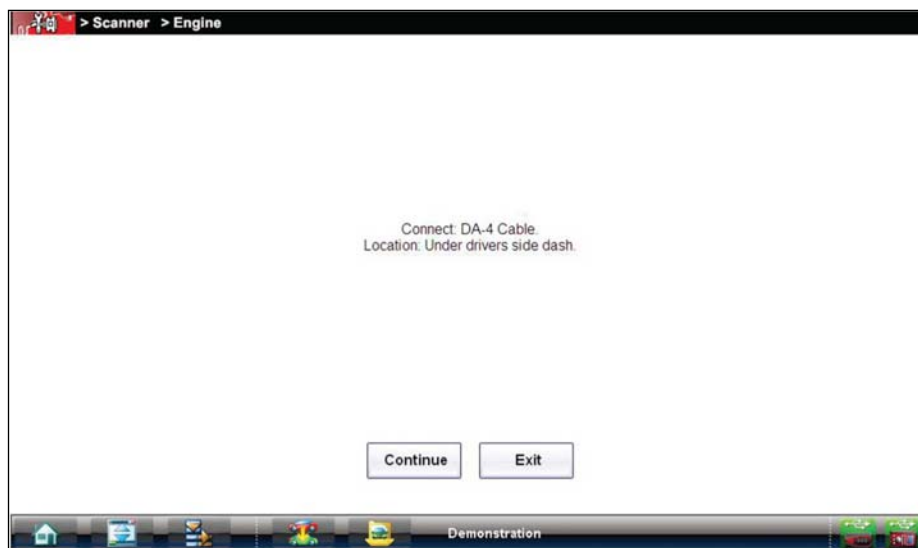 > Scanner > Engine
Connect: DA-4 Cable.
Location: Under drivers side dash.
Continue
Exit
Demonstration